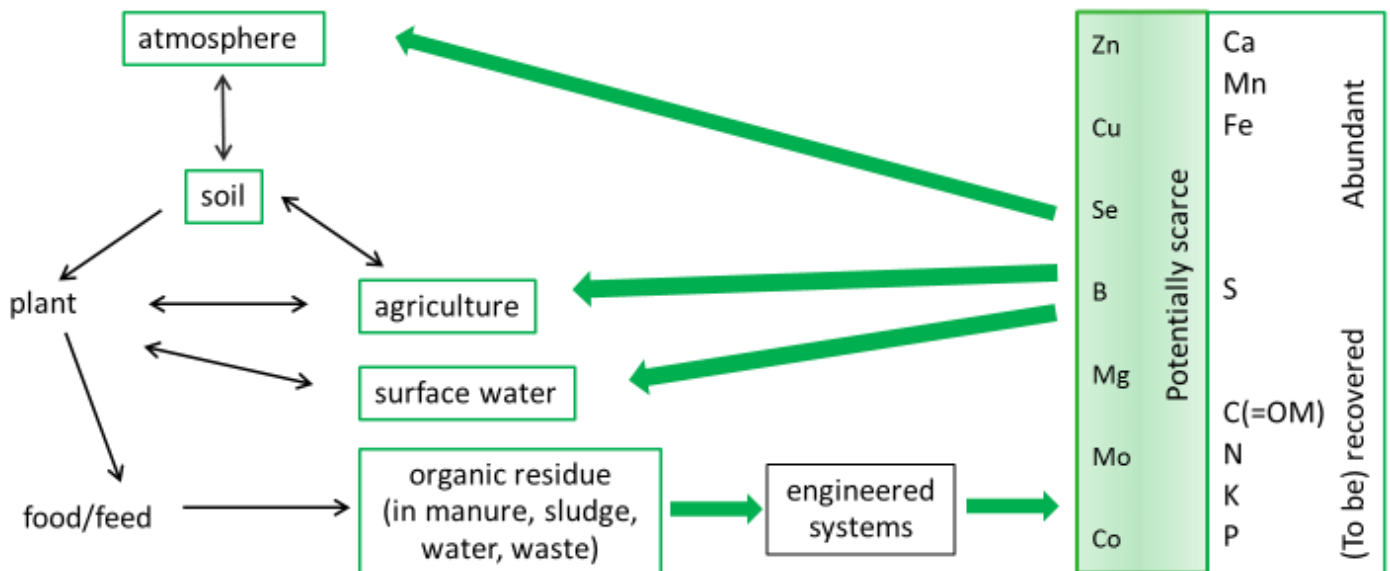 atmosphere
soil
plant
agriculture
surface water
food/feed
organic residue
(in manure, sludge,
water, waste)
engineered
systems
Zn
Cu
Se
B
Mg
Mo
Co
Potentially scarce
Ca
Mn
Fe
S
C(=OM)
N
K
P
Abundant
(To be) recovered